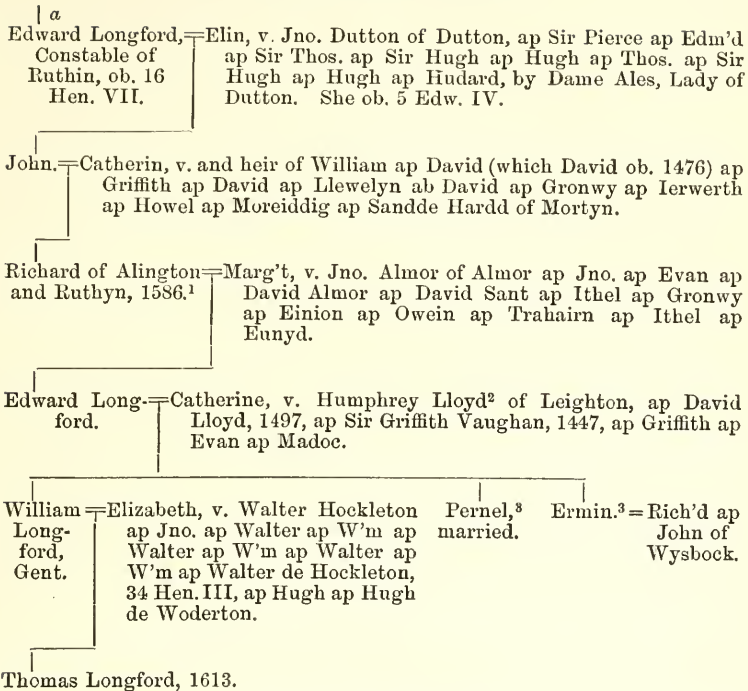 a
Edward Longford,
Constable of
Ruthin, ob. 16
Hen. VII.
Elin, v. Jno. Dutton of Dutton, ap Sir Pierce ap Edm'd
ap Sir Thos. ap Sir Hugh ap Hugh ap Thos. ap Sir
Hugh ap Hugh ap Hudard, by Dame Ales, Lady of
Dutton. She ob. 5 Edw. IV.
John.
Catherin, v. and heir of William ap David (which David ob. 1476) ap
Griffith ap David ap Llewelyn ab David ap Gronwy ap Ierwerth
ap Howel ap Moreiddig ap Sandde Hardd of Mortyn.
Richard of Alington
and Ruthyn, 1586.¹
Marg't, v. Jno. Almor of Almor ap Jno. ap Evan ap
David Almor ap David Sant ap Ithel ap Gronwy
ap Einion ap Owein ap Trahairn ap Ithel ap
Eunyd.
Edward Long-
ford.
Catherine, v. Humphrey Lloyd² of Leighton, ap David
Lloyd, 1497, ap Sir Griffith Vaughan, 1447, ap Griffith ap
Evan ap Madoc.
William
Long-
ford,
Gent.
Elizabeth, v. Walter Hockleton
ap Jno. ap Walter ap W'm ap
Walter ap W'm ap Walter ap
W'm ap Walter de Hockleton,
34 Hen. III, ap Hugh ap Hugh
de Woderton.
Pernel,³
married.
Ermin.³ = Rich'd ap
John of
Wysbock.
Thomas Longford, 1613.